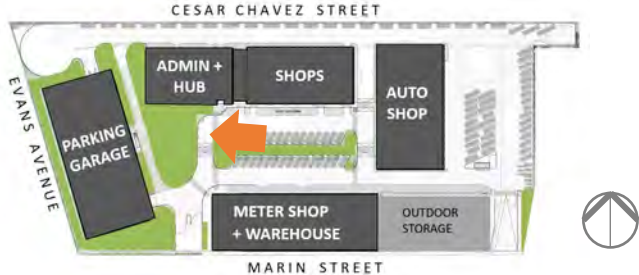 CESAR CHAVEZ STREET
ADMIN +
HUB
SHOPS
AUTO
SHOP
EVANS AVENUE
PARKING
GARAGE
METER SHOP
+ WAREHOUSE
OUTDOOR
STORAGE
MARIN STREET